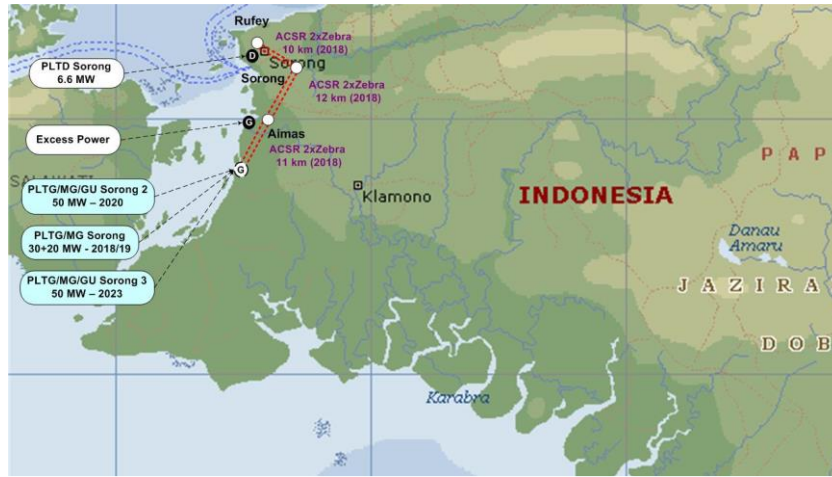 Rufey
ACSR 2xZebra
10 km (2018)
D
Sorong
PLTD Sorong
6.6 MW
Sorong
ACSR 2xZebra
12 km (2018)
G
Aimas
Excess Power
ACSR 2xZebra
11 km (2018)
P A P
G
SALAWATI
PLTG/MG/GU Sorong 2
50 MW – 2020
Klamono
INDONESIA
PLTG/MG Sorong
30+20 MW - 2018/19
Danau
Amaru
PLTG/MG/GU Sorong 3
50 MW – 2023
J A Z I R A
D O B
Karabra